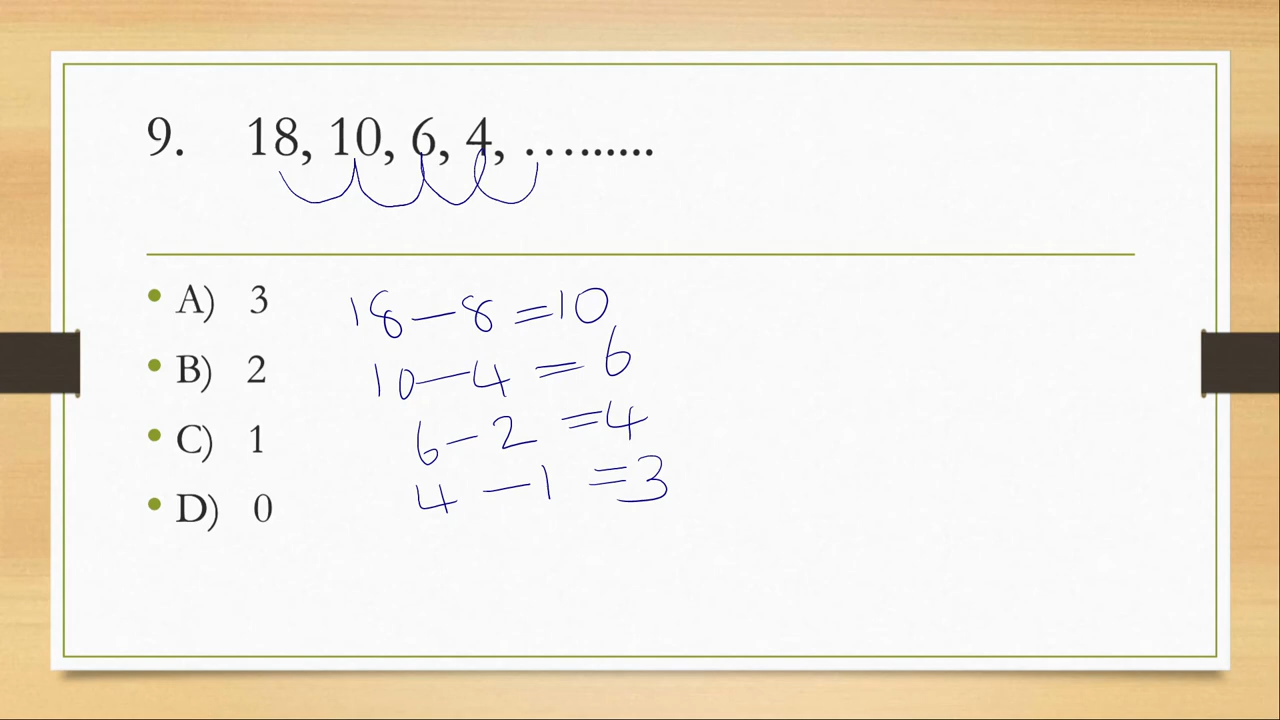 9. 18, 10, 6, 4, ….......
A) 3
B) 2
C) 1
D) 0
18-8=10
10-4=6
6-2=4
4-1=3